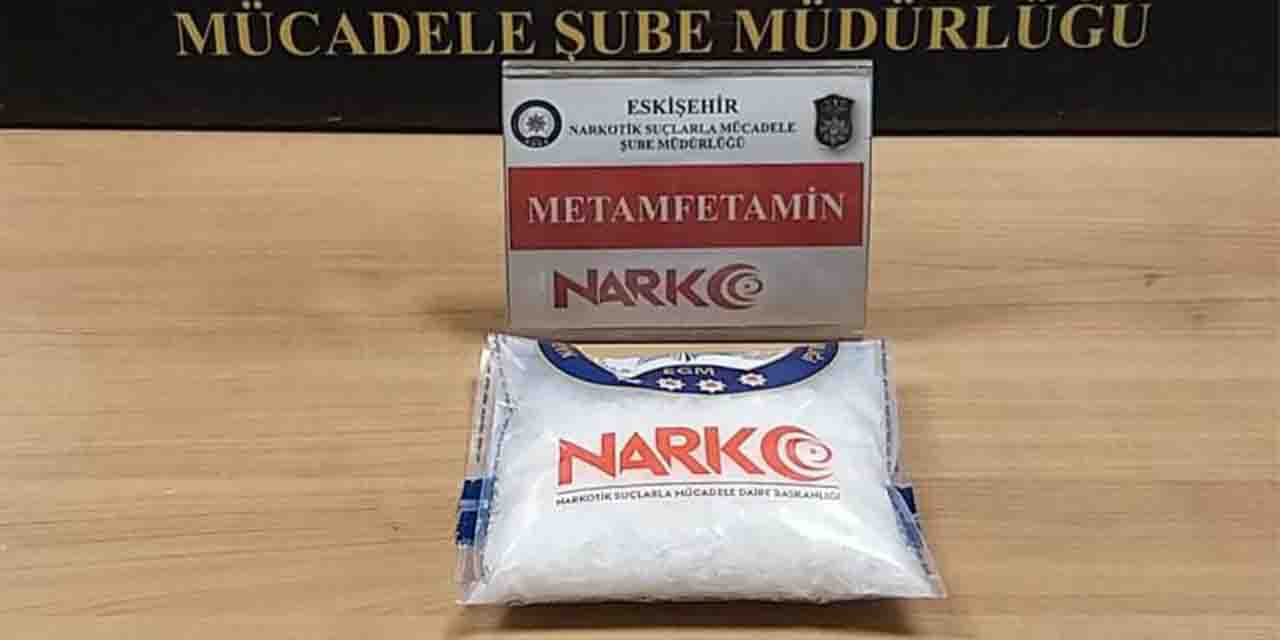 MÜCADELE ŞUBE MÜDÜRLÜĞÜ
ESKİŞEHİR
NARKOTİK SUÇLARLA MÜCADELE
ŞUBE MÜDÜRLÜĞÜ
METAMFETAMİN
NARKO
EGM
NARKO
NARKOTİK SUÇLARLA MÜCADELE DAİRE BAŞKANLIĞI